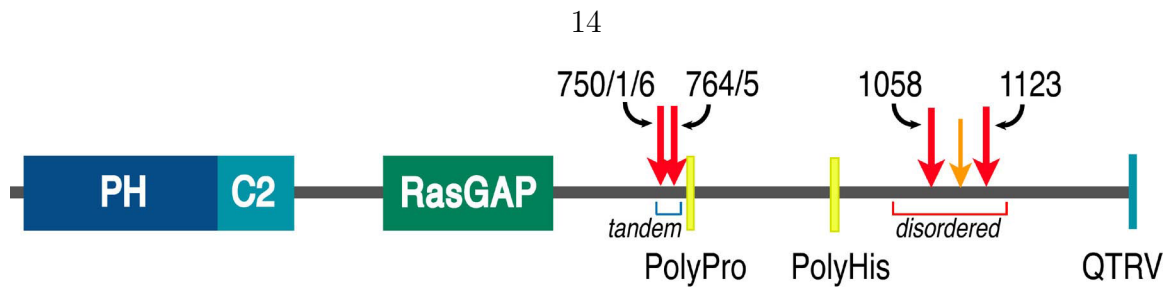 14
750/1/6 764/5 1058 1123
PH C2 RasGAP
tandem disordered
PolyPro PolyHis QTRV